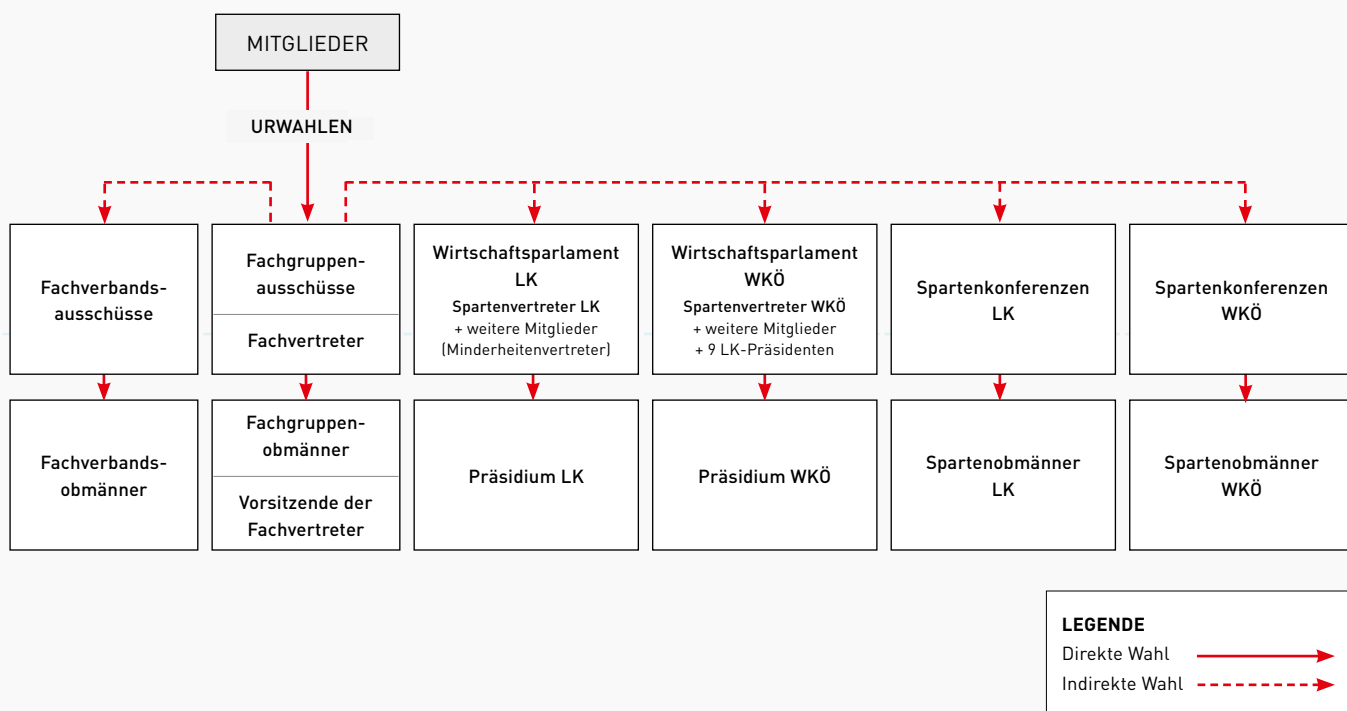 MITGLIEDER
URWAHLEN
Fachverbands-
ausschüsse
Fachgruppen-
ausschüsse
Fachvertreter
Wirtschaftsparlament
LK
Spartenvertreter LK
+ weitere Mitglieder
(Minderheitenvertreter)
Wirtschaftsparlament
WKÖ
Spartenvertreter WKÖ
+ weitere Mitglieder
+ 9 LK-Präsidenten
Spartenkonferenzen
LK
Spartenkonferenzen
WKÖ
Fachverbands-
obmänner
Fachgruppen-
obmänner
Vorsitzende der
Fachvertreter
Präsidium LK
Präsidium WKÖ
Spartenobmänner
LK
Spartenobmänner
WKÖ
LEGENDE
Direkte Wahl
Indirekte Wahl